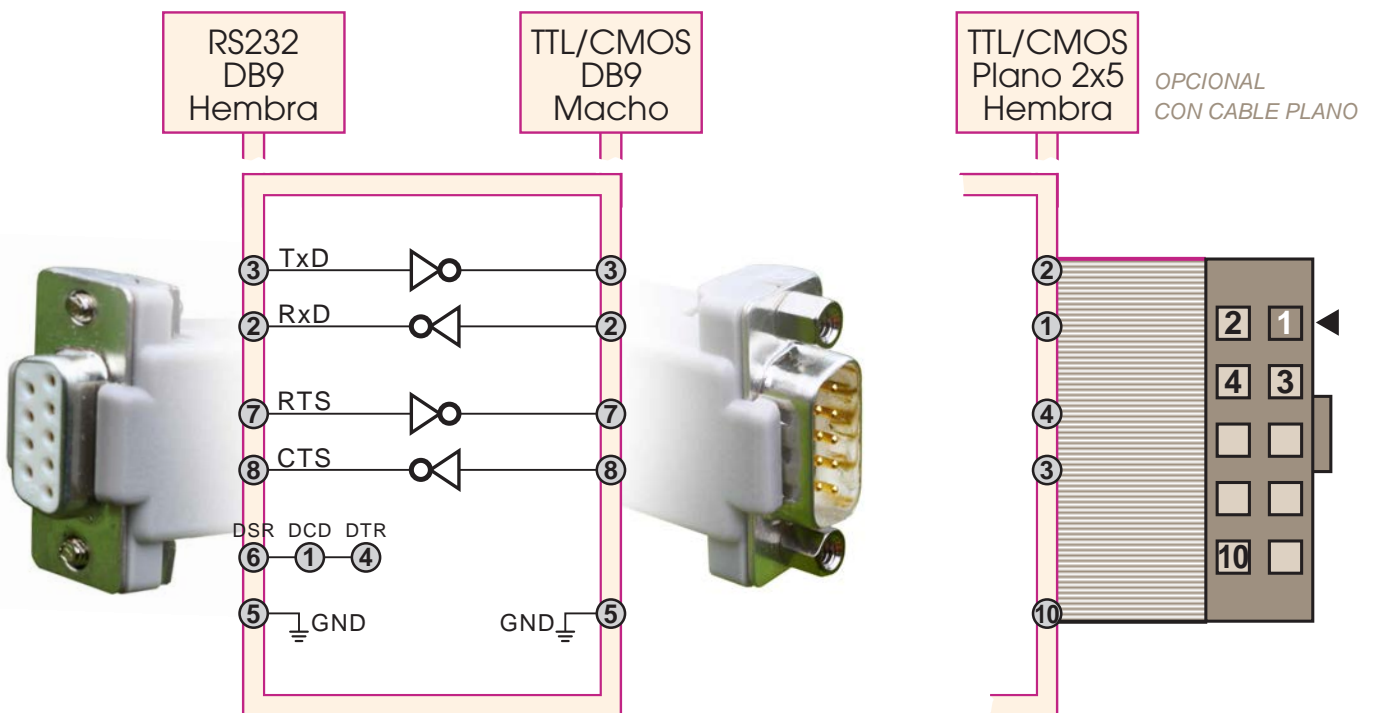 RS232
DB9
Hembra
TTL/CMOS
DB9
Macho
TTL/CMOS
Plano 2x5
Hembra
OPCIONAL
CON CABLE PLANO
3 TxD 3
2 RxD 2
7 RTS 7
8 CTS 8
DSR DCD DTR
6 1 4
5 GND GND 5
2
1
4
3
10
2 1
4 3
10